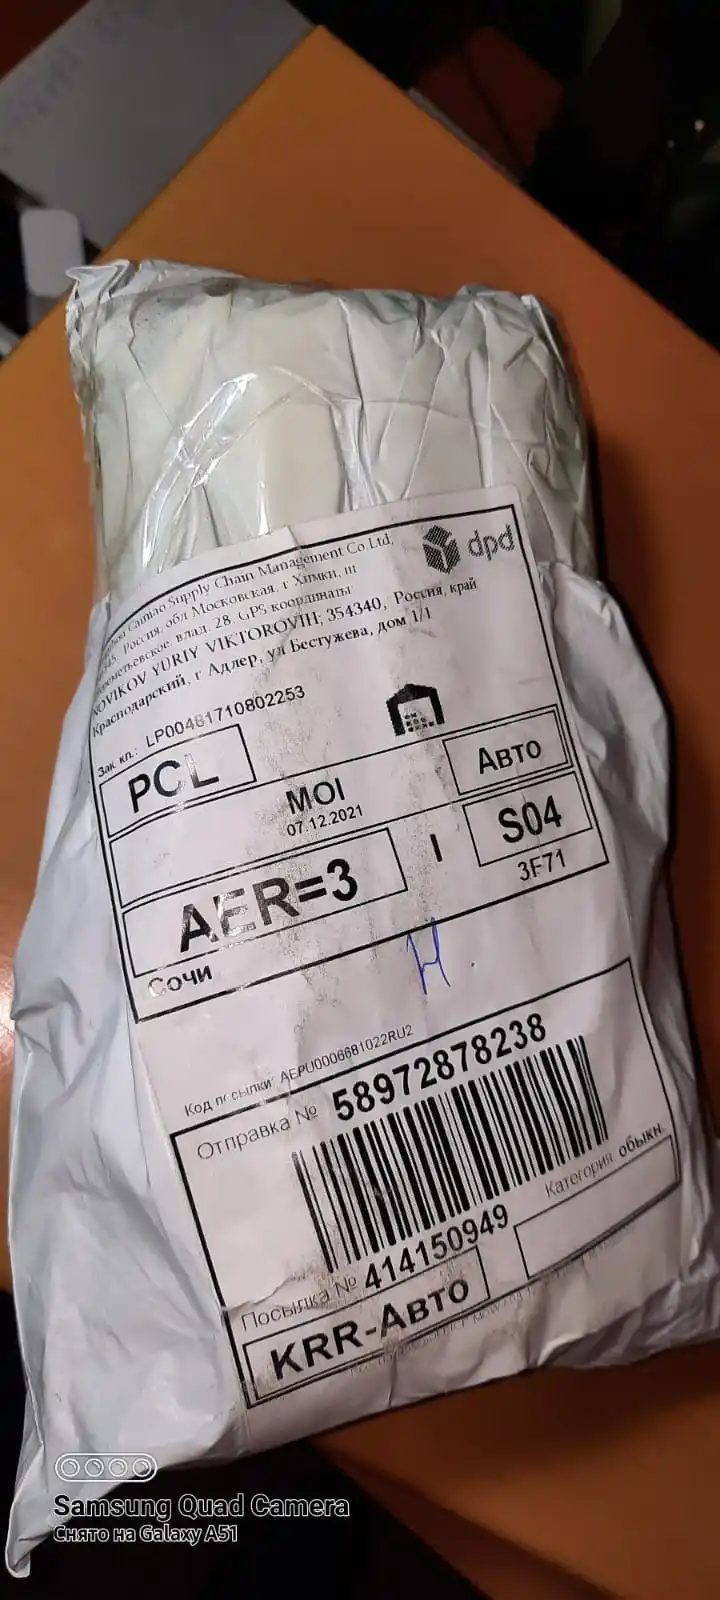 Cainiao Supply Chain Management Co.Ltd,
Россия, обл Московская, г Химки, ш
влад. 28, GPS координаты
NOVIKOV YURIY VIKTOROVIH; 354340, Россия, край
Краснодарский, г Адлер, ул Бестужева, дом 1/1
dpd
Зак. кл.: LP00481710802253
PCL
MOI
07.12.2021
Авто
AER=3
I
S04
3F71
Сочи
Н.
Код посылки: AEPU0006681022RU2
Отправка № 58972878238
Посылка № 414150949
Категория обыкн.
KRR-Авто
Samsung Quad Camera
Снято на Galaxy A51